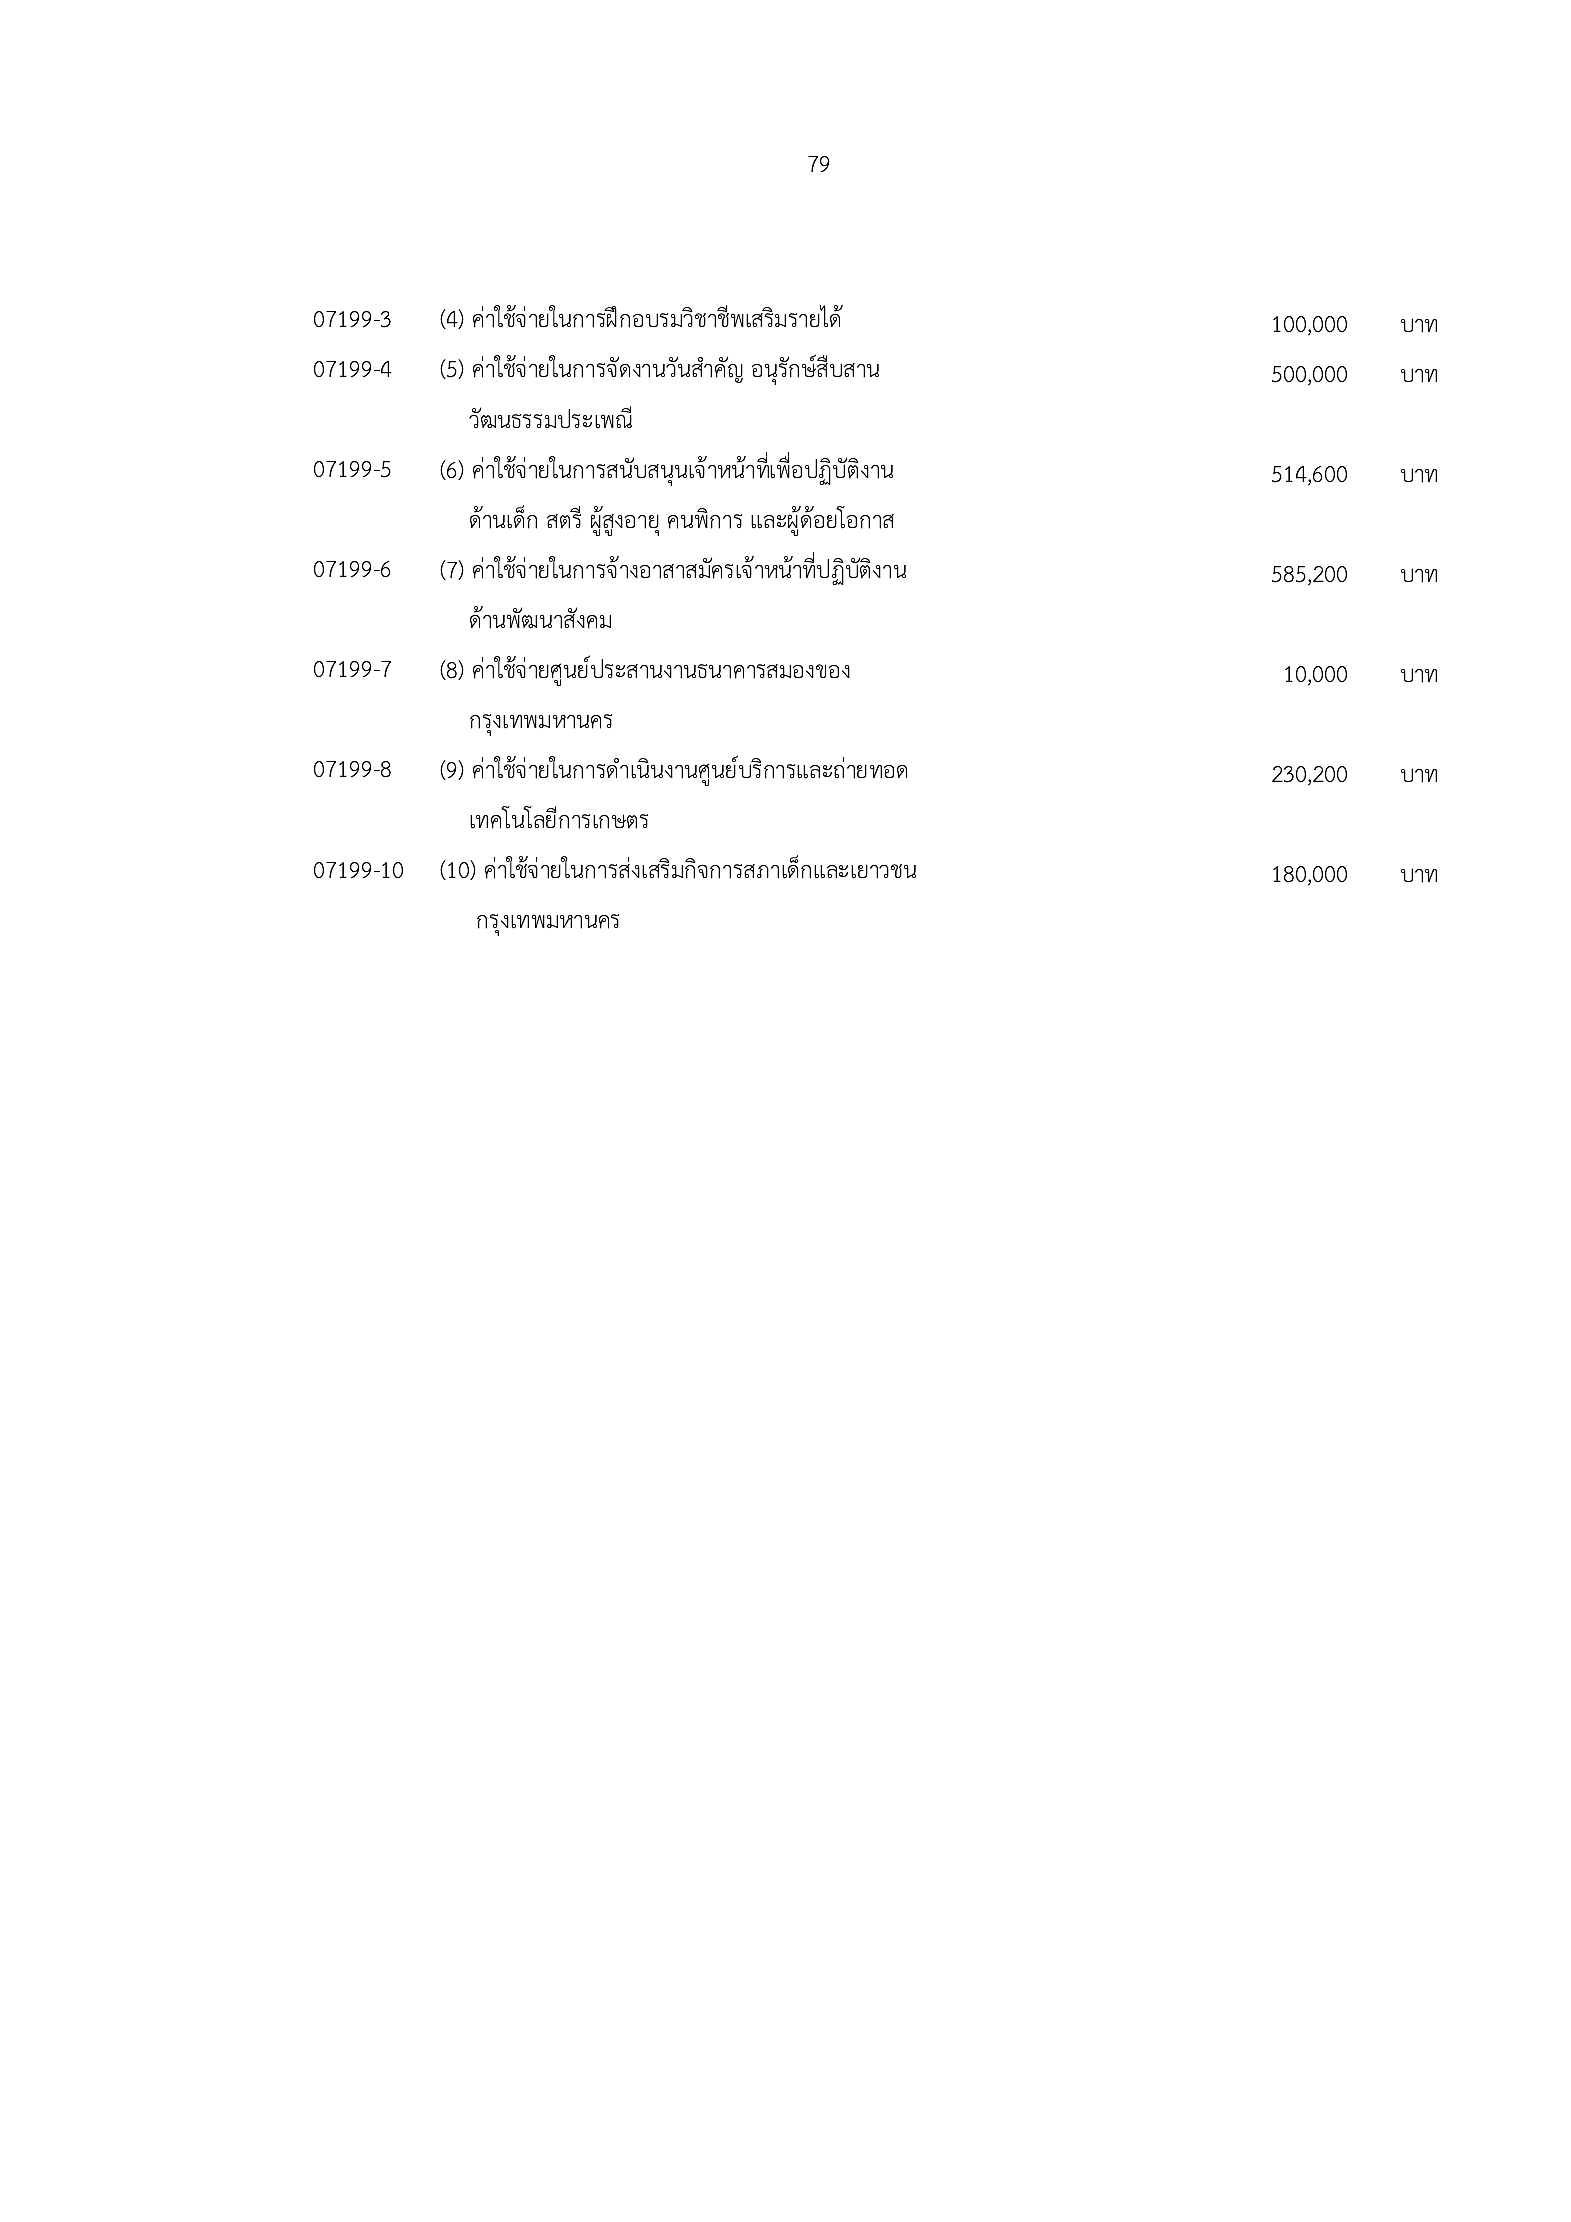 79
07199-3 (4) ค่าใช้จ่ายในการฝึกอบรมวิชาชีพเสริมรายได้ 100,000 บาท
07199-4 (5) ค่าใช้จ่ายในการจัดงานวันสำคัญ อนุรักษ์สืบสาน 500,000 บาท
วัฒนธรรมประเพณี
07199-5 (6) ค่าใช้จ่ายในการสนับสนุนเจ้าหน้าที่เพื่อปฏิบัติงาน 514,600 บาท
ด้านเด็ก สตรี ผู้สูงอายุ คนพิการ และผู้ด้อยโอกาส
07199-6 (7) ค่าใช้จ่ายในการจ้างอาสาสมัครเจ้าหน้าที่ปฏิบัติงาน 585,200 บาท
ด้านพัฒนาสังคม
07199-7 (8) ค่าใช้จ่ายศูนย์ประสานงานธนาคารสมองของ 10,000 บาท
กรุงเทพมหานคร
07199-8 (9) ค่าใช้จ่ายในการดำเนินงานศูนย์บริการและถ่ายทอด 230,200 บาท
เทคโนโลยีการเกษตร
07199-10 (10) ค่าใช้จ่ายในการส่งเสริมกิจการสภาเด็กและเยาวชน 180,000 บาท
กรุงเทพมหานคร